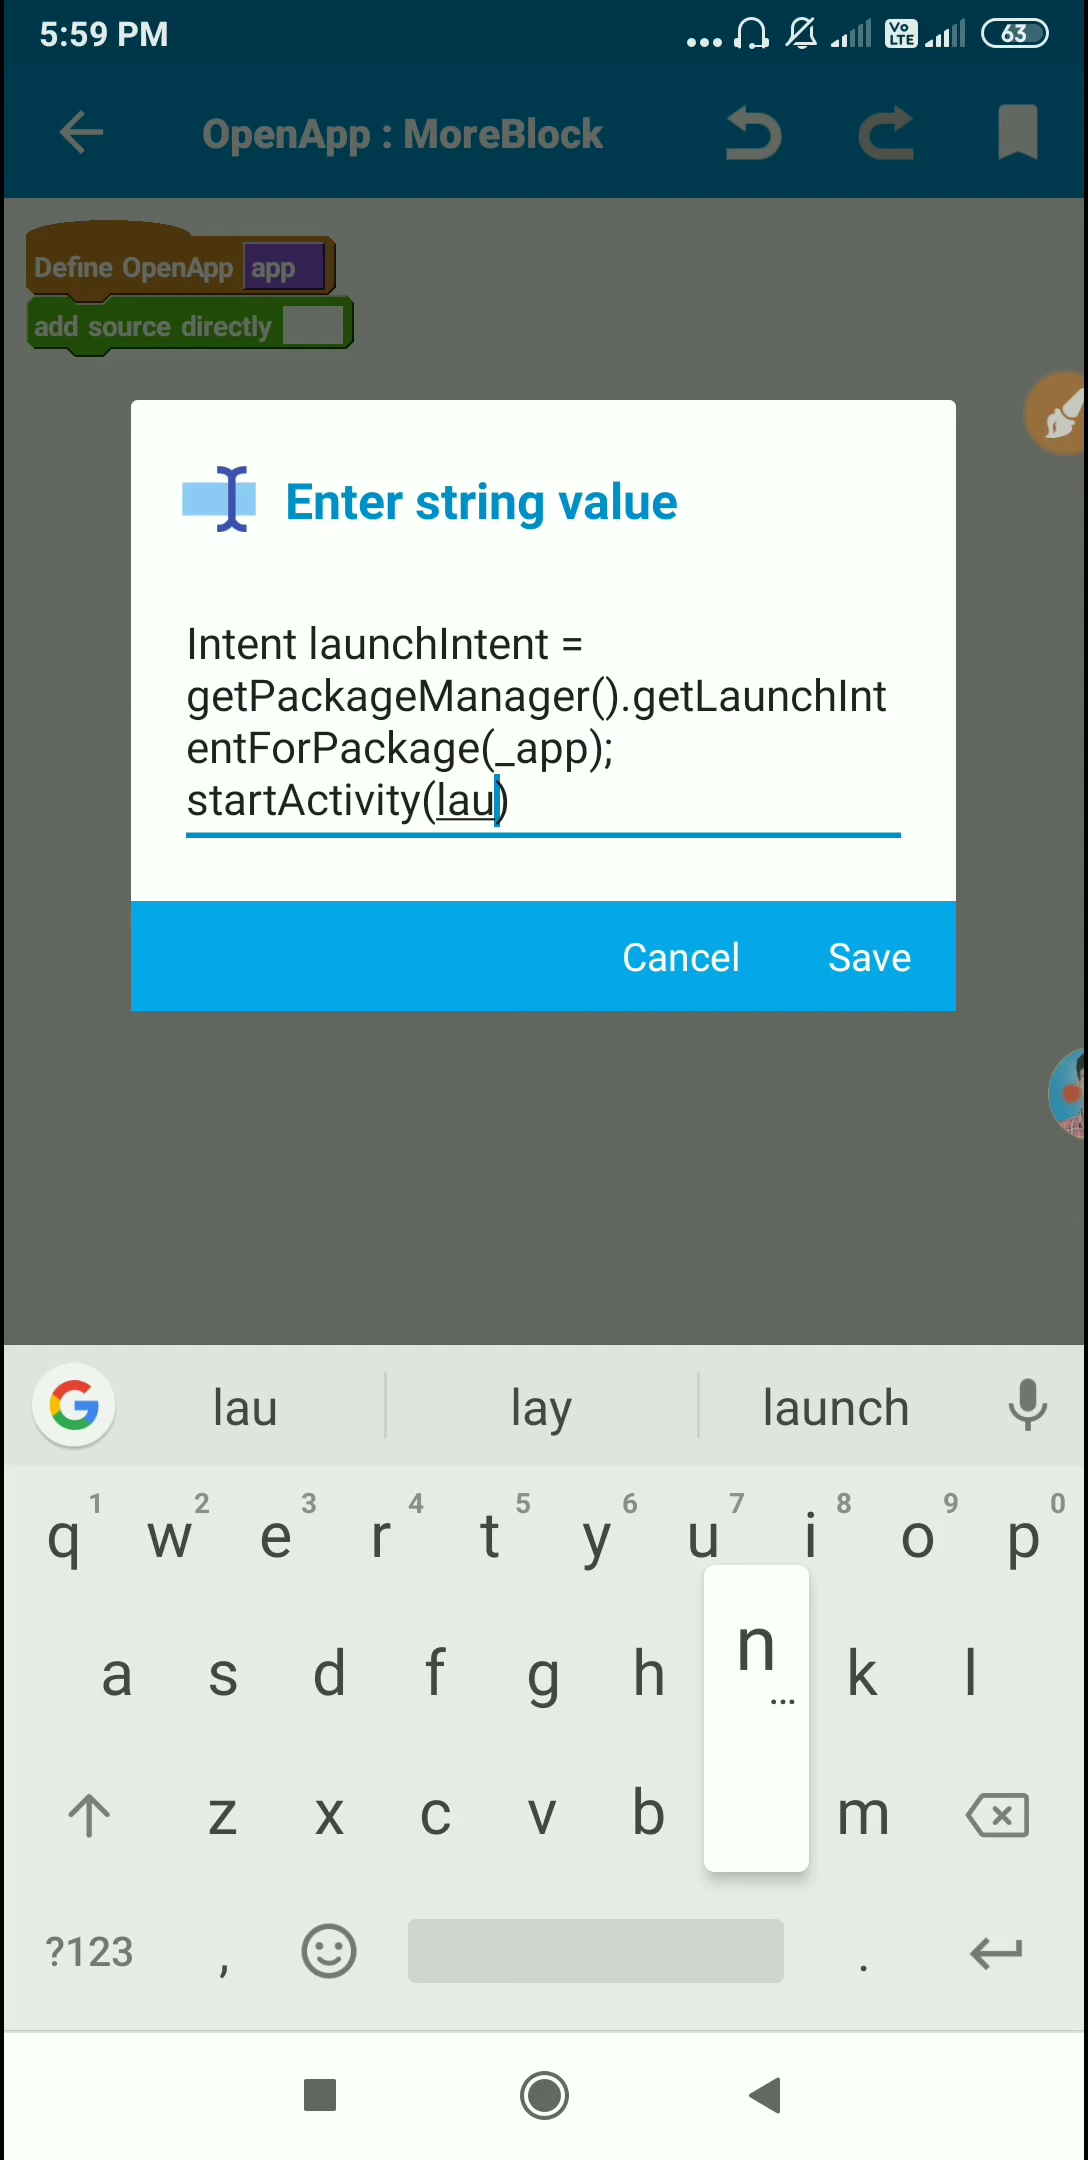 5:59 PM
Vo
LTE
63
OpenApp : MoreBlock
Define OpenApp app
add source directly
Enter string value
Intent launchIntent =
getPackageManager().getLaunchInt
entForPackage(_app);
startActivity(lau)
Cancel Save
G lau lay launch
1 2 3 4 5 6 7 8 9 0
q w e r t y u i o p
a s d f g h n k l
...
z x c v b m
?123 , .